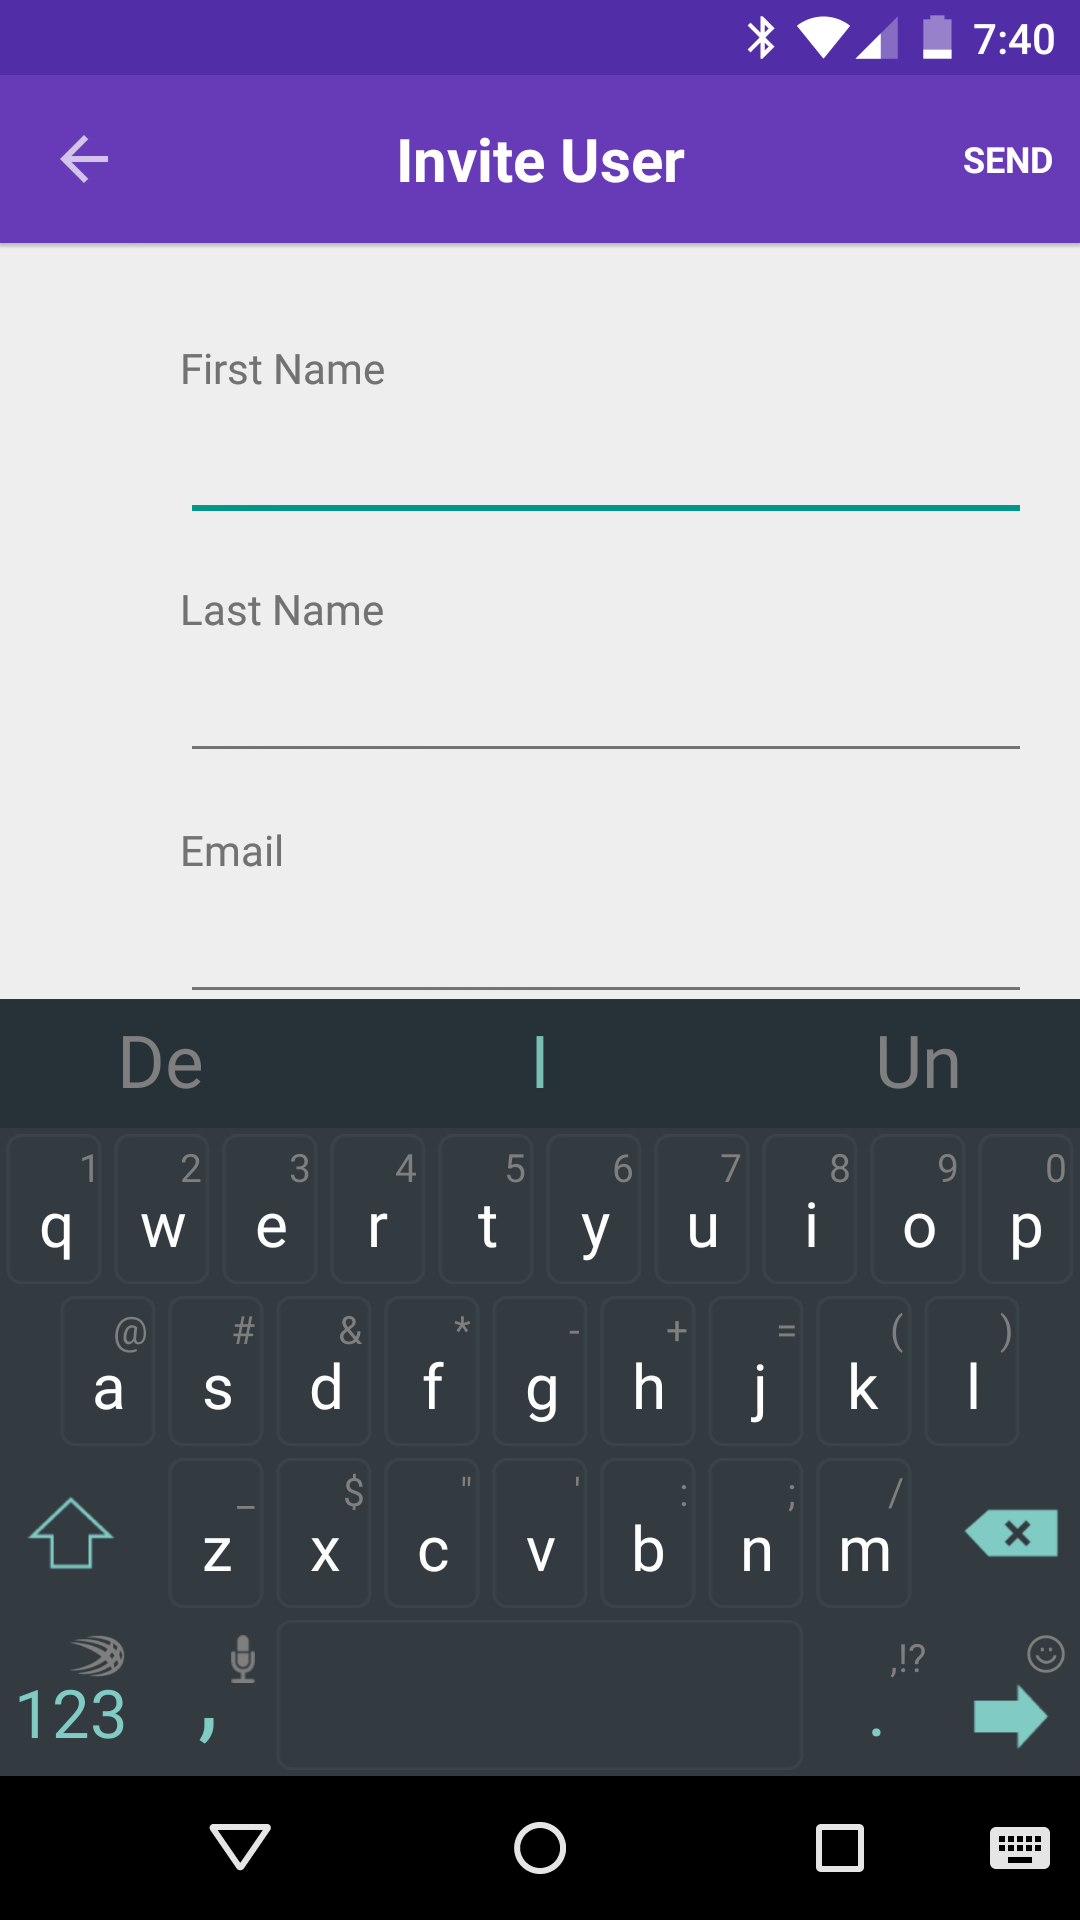 7:40
Invite User
SEND
First Name
Last Name
Email
De I Un
1 2 3 4 5 6 7 8 9 0
q w e r t y u i o p
@ # & * - + = ( )
a s d f g h j k l
_ $ " ' : ; /
z x c v b n m
,!?
123 , .